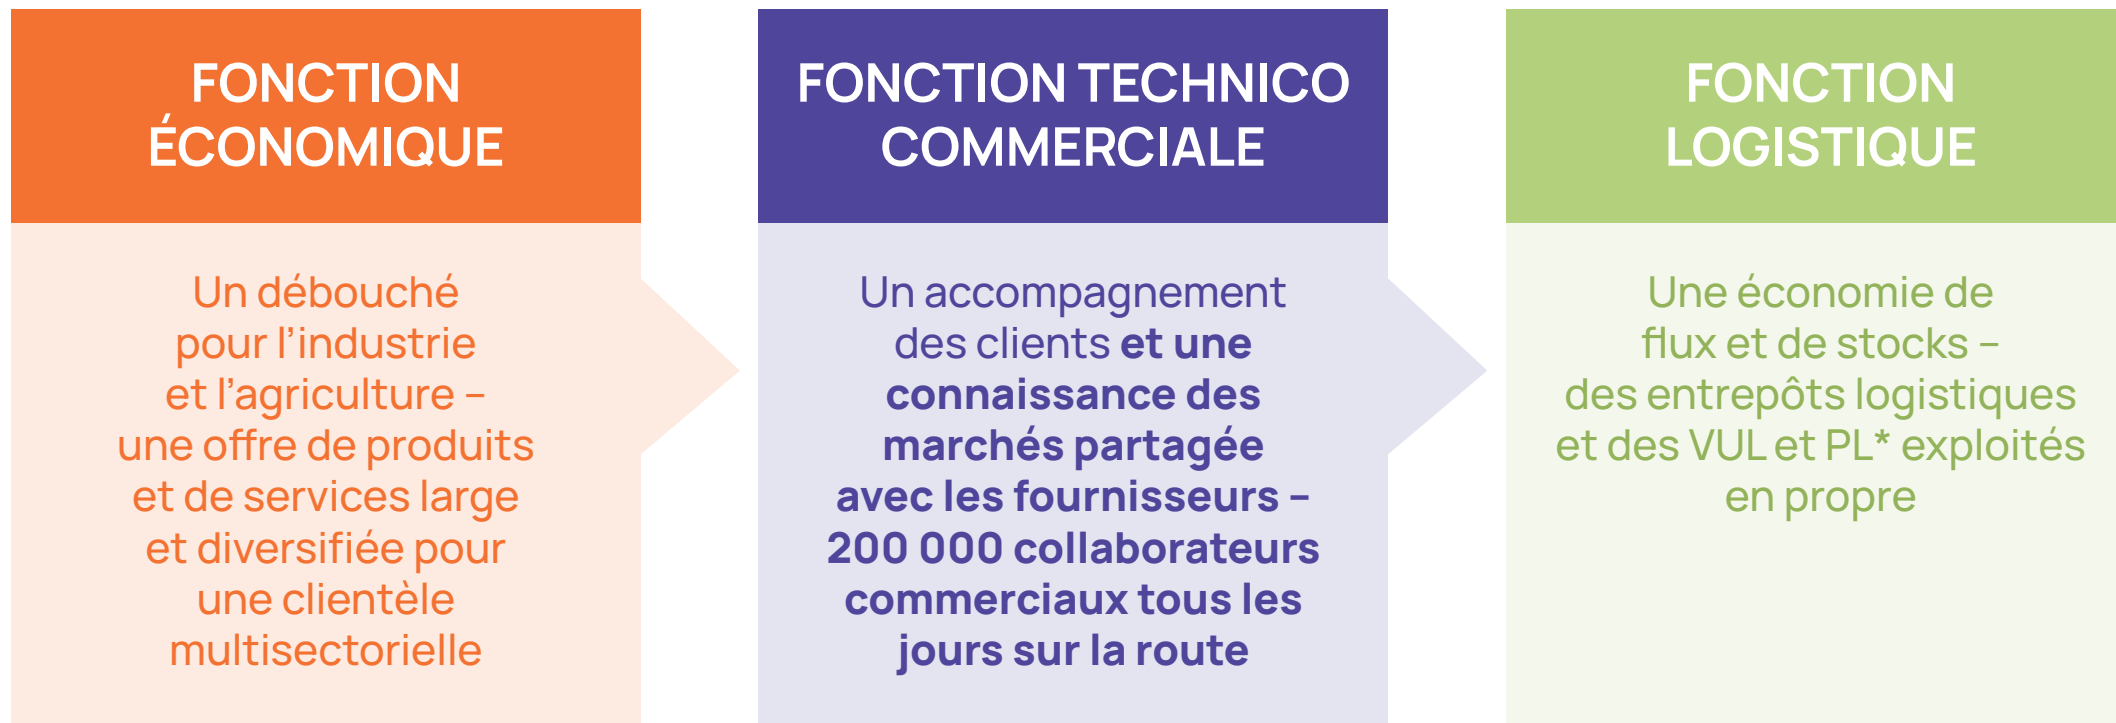 FONCTION
ÉCONOMIQUE
Un débouché
pour l’industrie
et l’agriculture –
une offre de produits
et de services large
et diversifiée pour
une clientèle
multisectorielle
FONCTION TECHNICO
COMMERCIALE
Un accompagnement
des clients et une
connaissance des
marchés partagée
avec les fournisseurs –
200 000 collaborateurs
commerciaux tous les
jours sur la route
FONCTION
LOGISTIQUE
Une économie de
flux et de stocks –
des entrepôts logistiques
et des VUL et PL* exploités
en propre